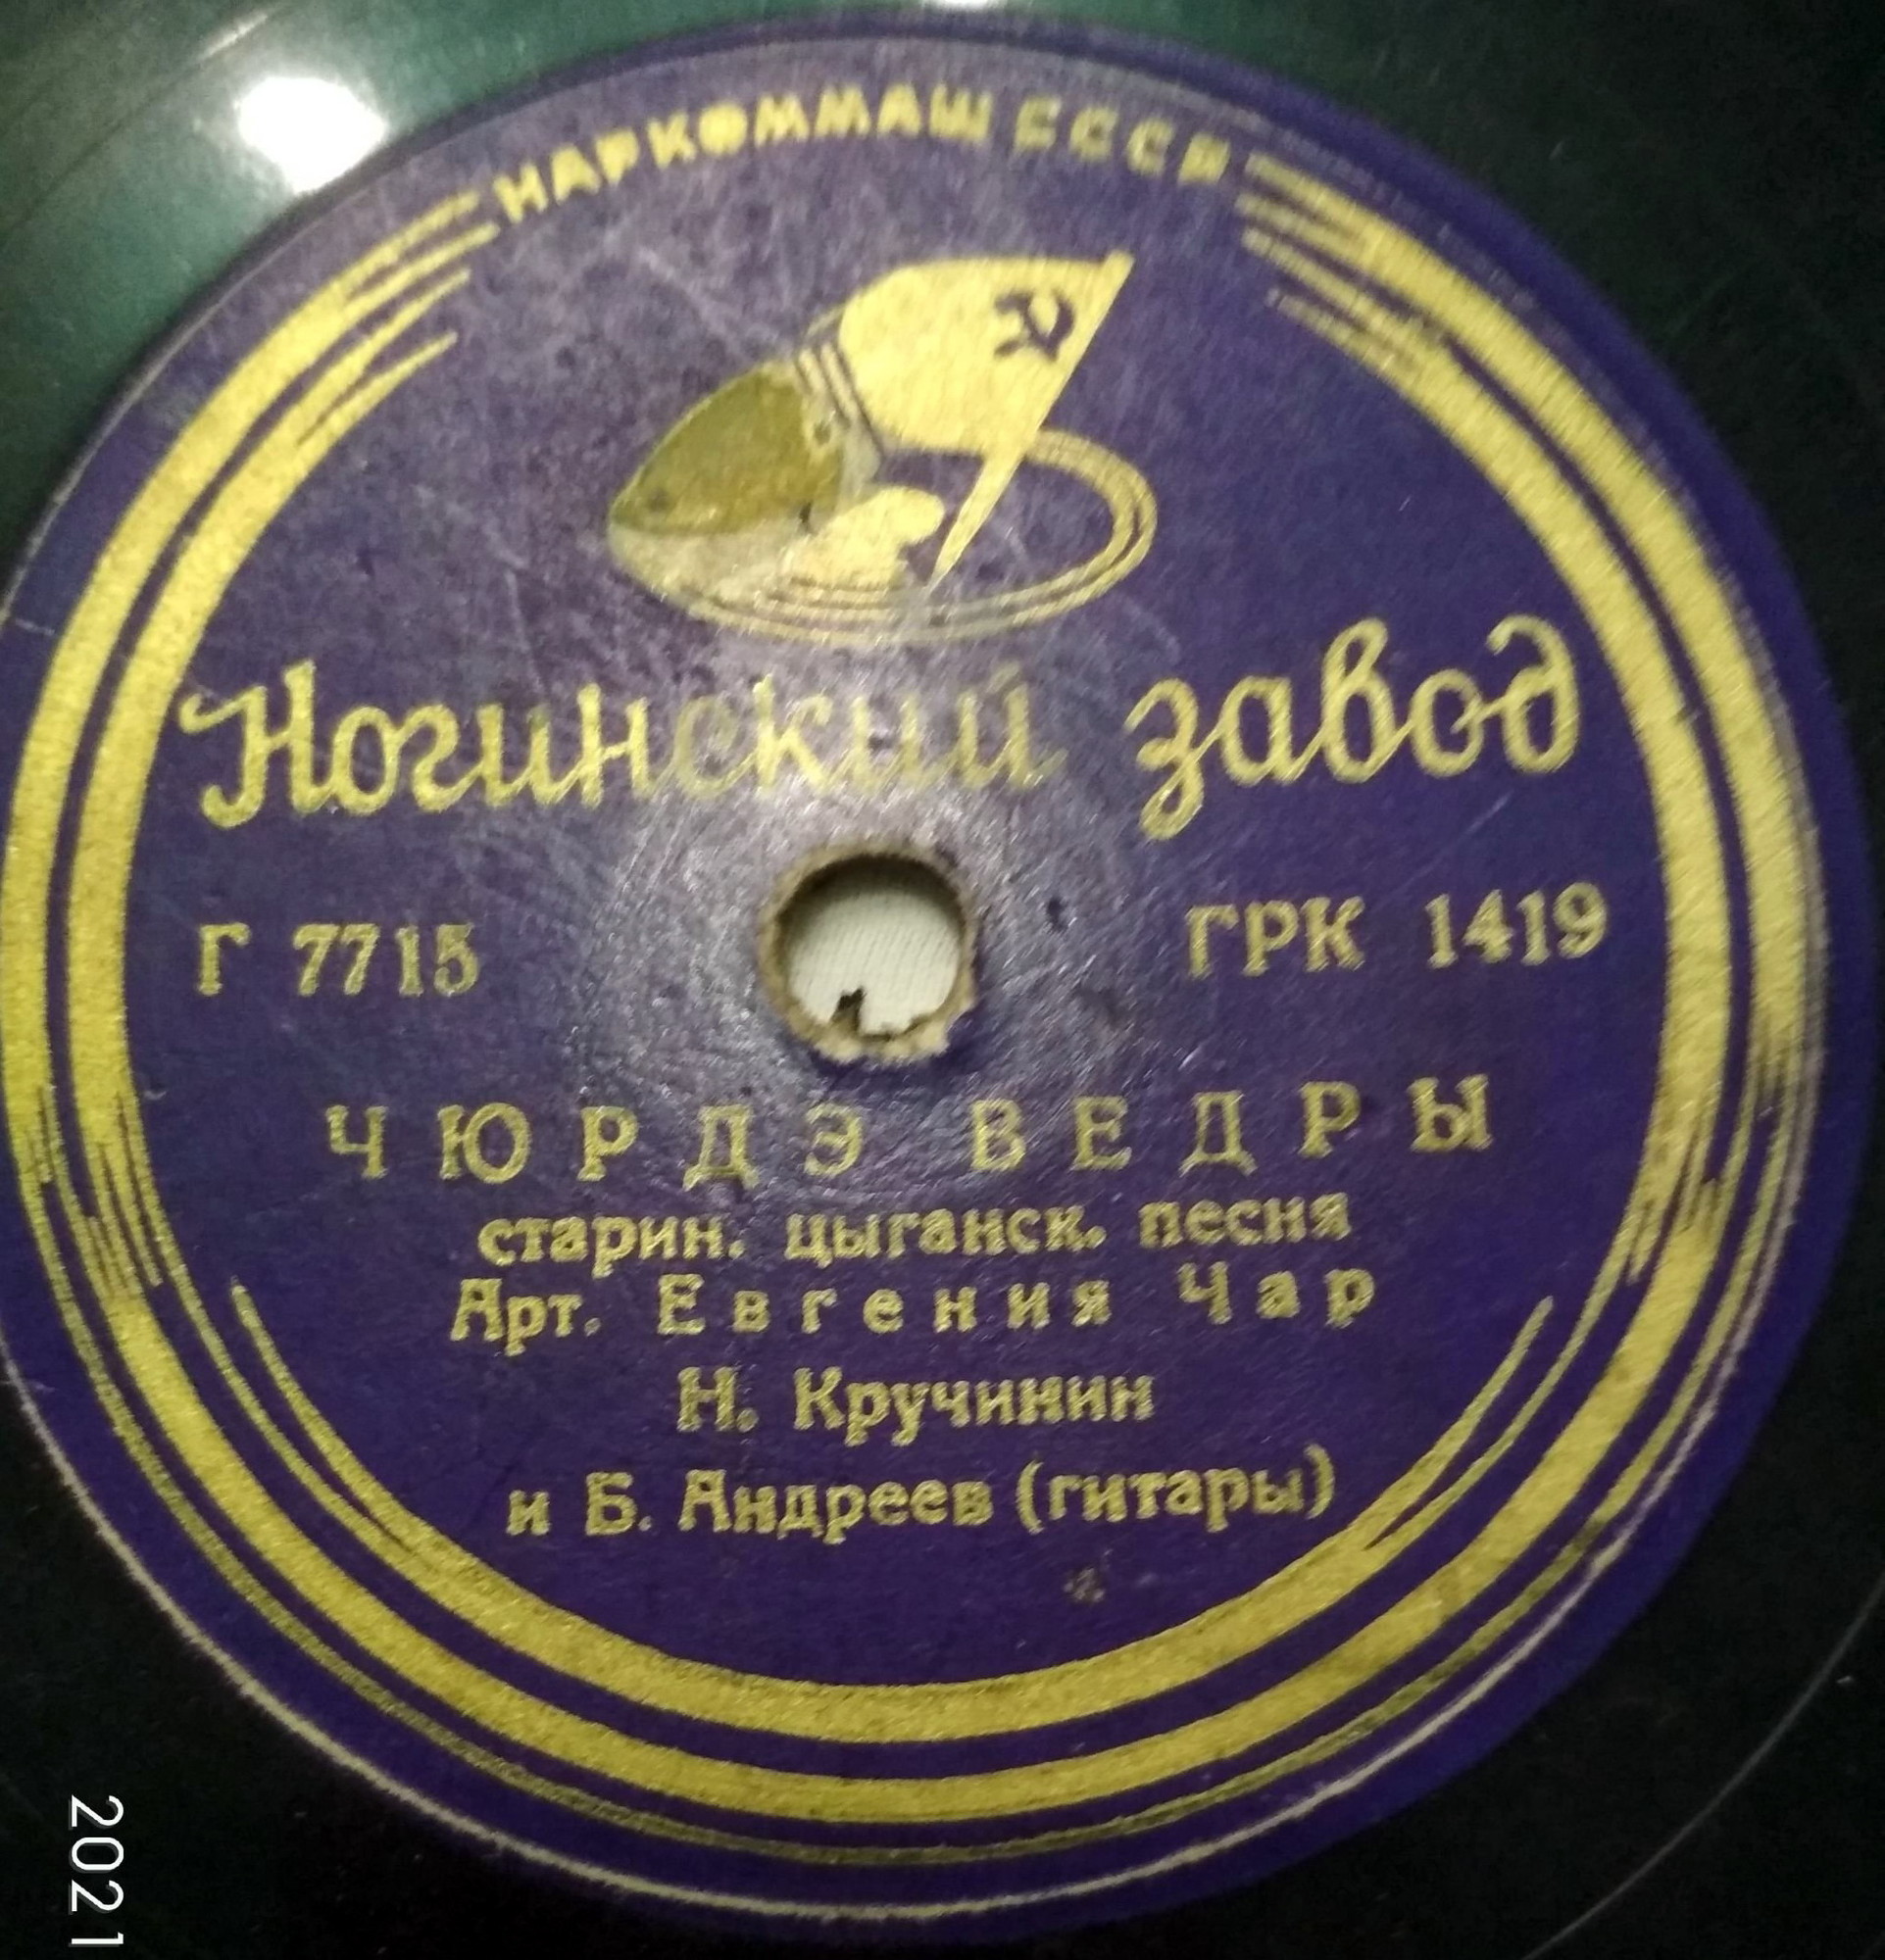 НАРКОММАШ СССР
Ногинский завод
Г 7715 ГРК 1419
ЧЮРДЭ ВЕДРЫ
старин. цыганск. песня
Арт. Евгения Чар
Н. Кручинин
и Б. Андреев (гитары)
2021